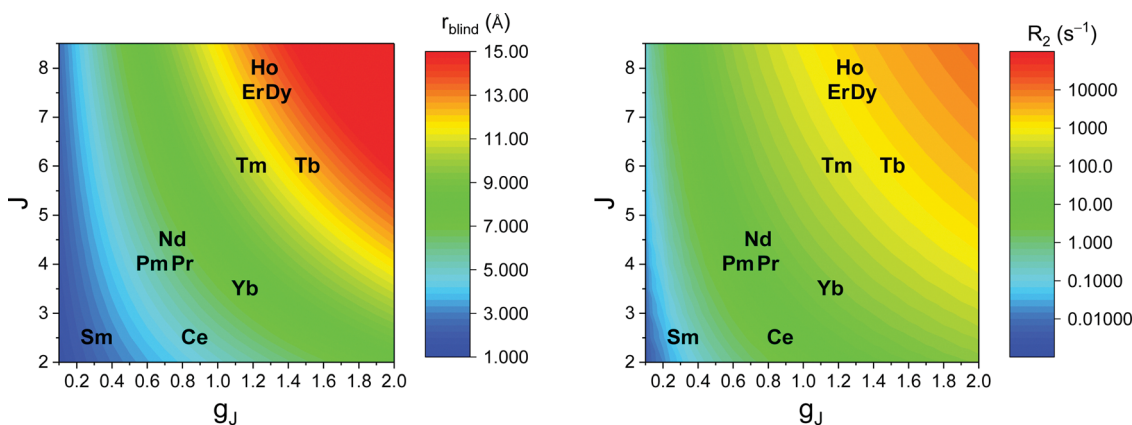 r_blind (Å)
15.00
13.00
11.00
9.000
7.000
5.000
3.000
1.000
J
8
7
6
5
4
3
2
Ho
ErDy
Tm Tb
Nd
Pm Pr
Yb
Sm Ce
0.2 0.4 0.6 0.8 1.0 1.2 1.4 1.6 1.8 2.0
g_J
R_2 (s⁻¹)
10000
1000
100.0
10.00
1.000
0.1000
0.01000
J
8
7
6
5
4
3
2
Ho
ErDy
Tm Tb
Nd
Pm Pr
Yb
Sm Ce
0.2 0.4 0.6 0.8 1.0 1.2 1.4 1.6 1.8 2.0
g_J